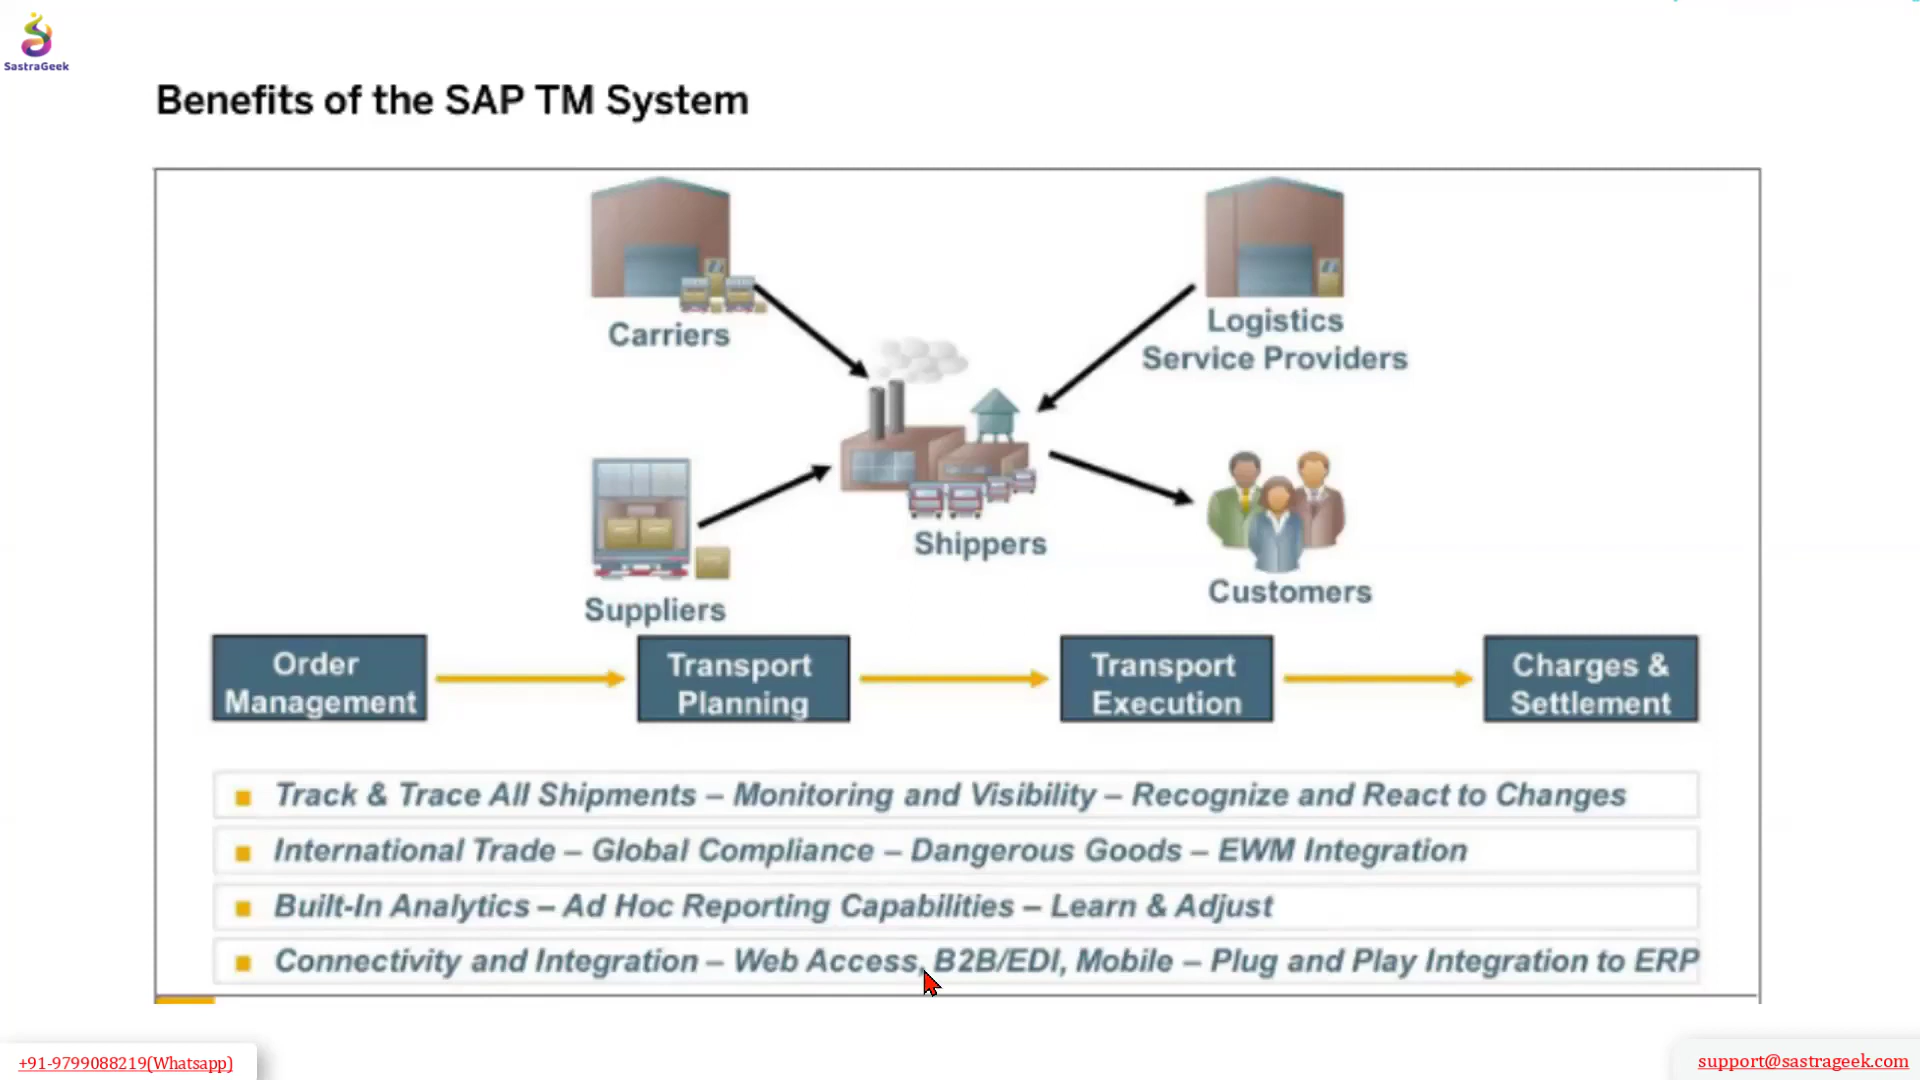 SastraGeek
Benefits of the SAP TM System
Carriers
Logistics
Service Providers
Shippers
Suppliers
Customers
Order
Management
Transport
Planning
Transport
Execution
Charges &
Settlement
Track & Trace All Shipments – Monitoring and Visibility – Recognize and React to Changes
International Trade – Global Compliance – Dangerous Goods – EWM Integration
Built-In Analytics – Ad Hoc Reporting Capabilities – Learn & Adjust
Connectivity and Integration – Web Access, B2B/EDI, Mobile – Plug and Play Integration to ERP
+91-9799088219(Whatsapp)
support@sastrageek.com